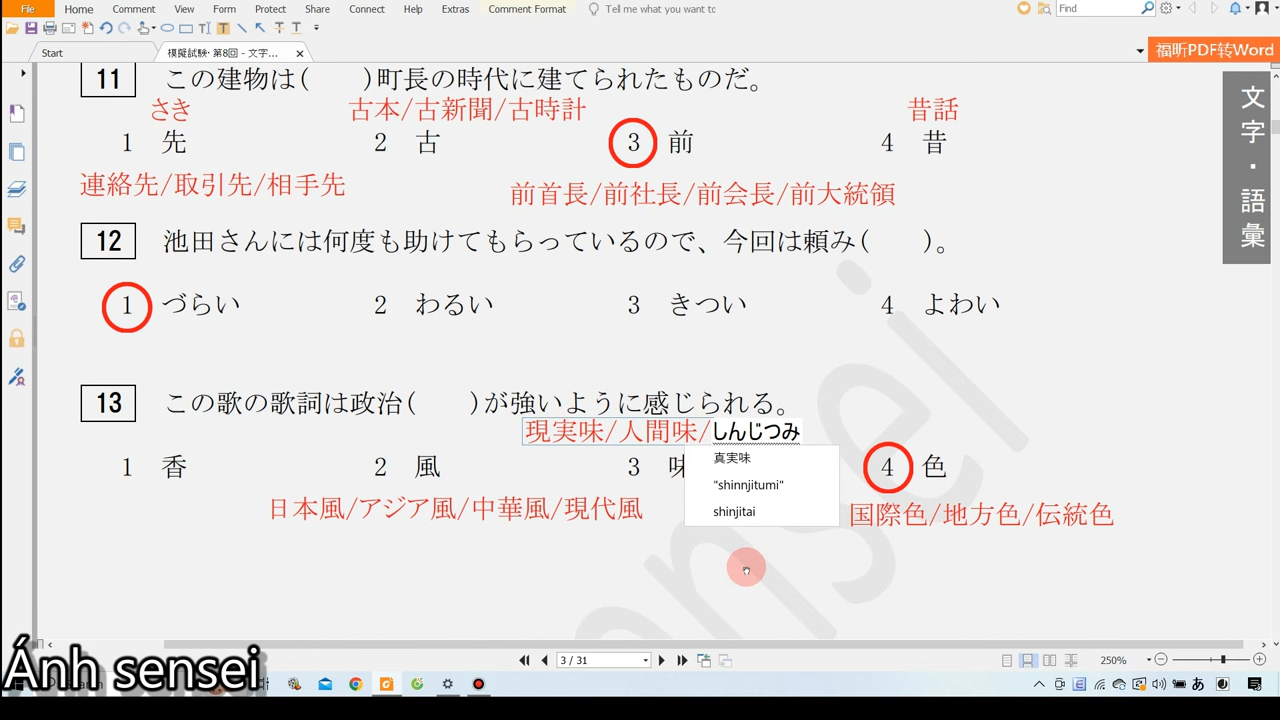 File Home Comment View Form Protect Share Connect Help Extras Comment Format Tell me what you want to Find
Start 模擬試験· 第8回 - 文字... 福昕PDF转Word
11 この建物は( )町長の時代に建てられたものだ。
さき 古本/古新聞/古時計 昔話
1 先 2 古 3 前 4 昔
連絡先/取引先/相手先 前首長/前社長/前会長/前大統領
12 池田さんには何度も助けてもらっているので、今回は頼み( )。
1 づらい 2 わるい 3 きつい 4 よわい
13 この歌の歌詞は政治( )が強いように感じられる。
現実味/人間味/しんじつみ
真実味
"shinnjitumi"
shinjitai
1 香 2 風 3 味 4 色
日本風/アジア風/中華風/現代風 国際色/地方色/伝統色
文字・語彙
nsei
3 / 31 250%
Ánh sensei
あ